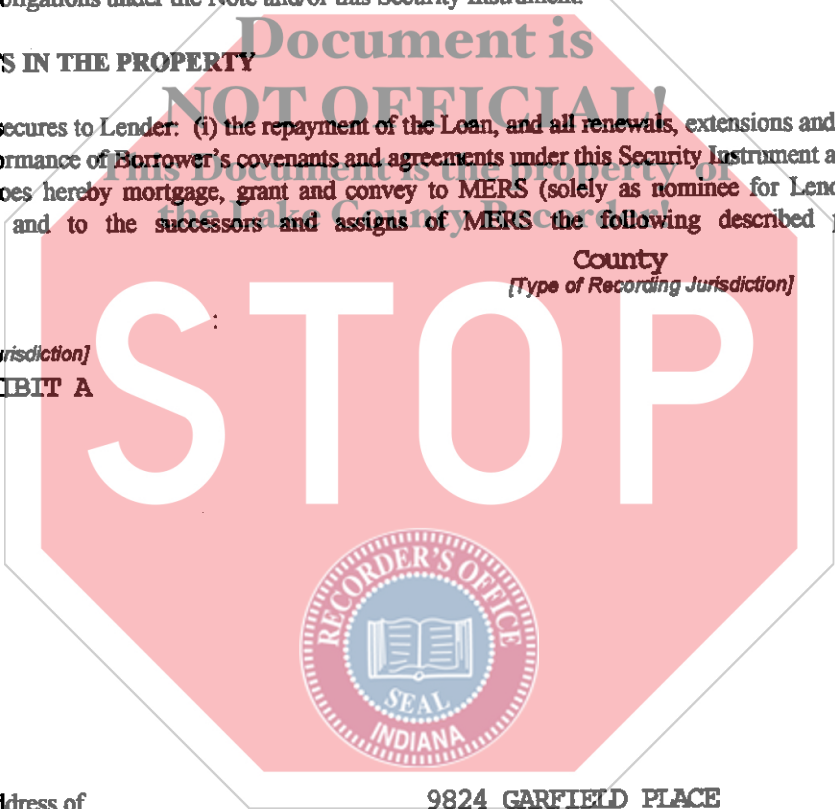 obligations under the Note and/or this Security Instrument.
Document is
S IN THE PROPERTY
NOT OFFICIAL!
ecures to Lender: (i) the repayment of the Loan, and all renewals, extensions and
ormance of Borrower's covenants and agreements under this Security Instrument a
This Document is the property of
oes hereby mortgage, grant and convey to MERS (solely as nominee for Lend
the Lake County Recorder!
and to the successors and assigns of MERS the following described p
County
[Type of Recording Jurisdiction]
:
urisdiction]
IBIT A
STOP
RECORDER'S OFFICE
SEAL
INDIANA
ddress of 9824 GARFIELD PLACE